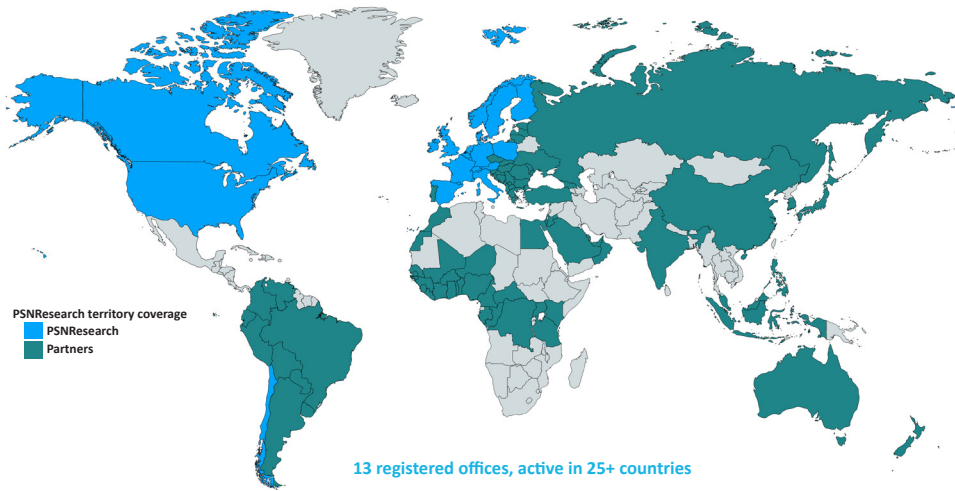 PSNResearch territory coverage
PSNResearch
Partners
13 registered offices, active in 25+ countries